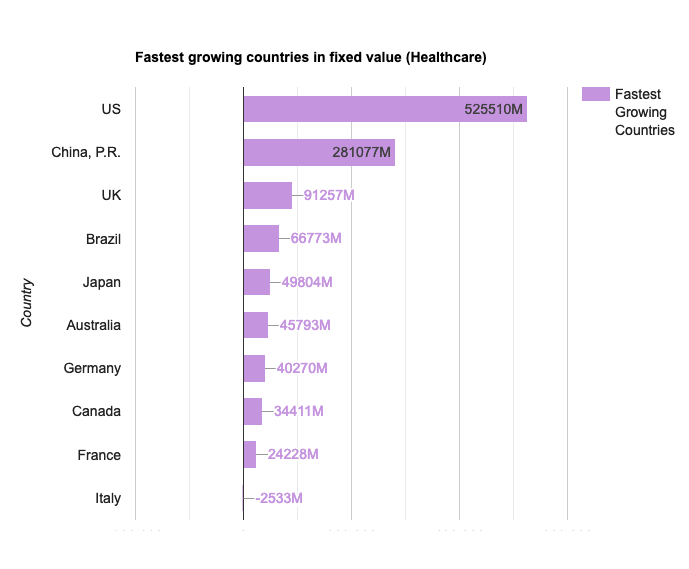 Fastest growing countries in fixed value (Healthcare)
US
525510M
Fastest
Growing
Countries
China, P.R.
281077M
UK
91257M
Brazil
66773M
Japan
49804M
Country
Australia
45793M
Germany
40270M
Canada
34411M
France
24228M
Italy
-2533M